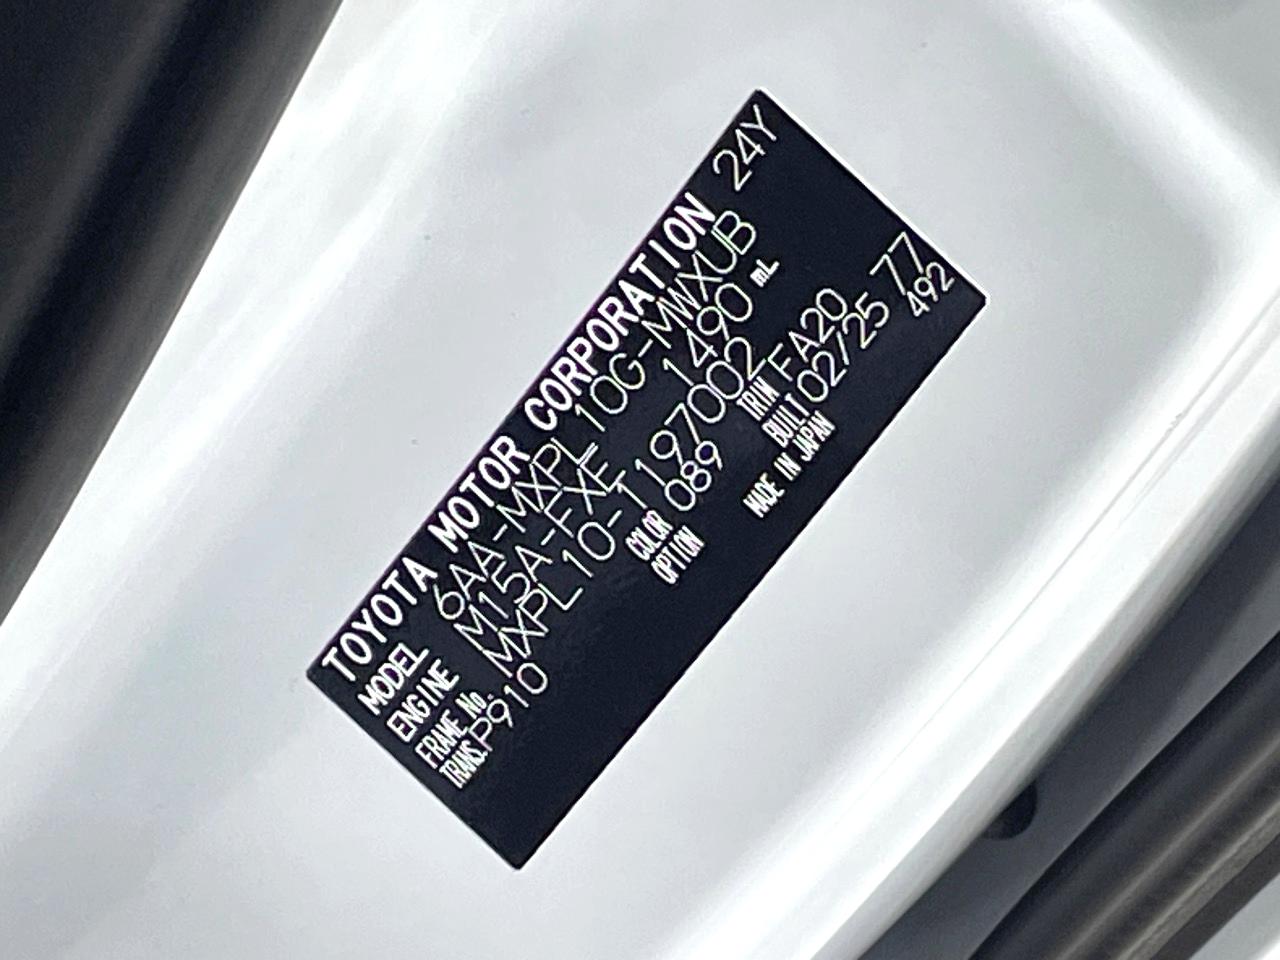 TOYOTA MOTOR CORPORATION 24Y
MODEL 6AA-MXPL10G-MWXUB
ENGINE M15A-FXE 1490 mL
FRAME No. MXPL10-1197002
TRANS. P910 COLOR 089 TRIM FA20 77
OPTION BUILT 02/25 492
MADE IN JAPAN